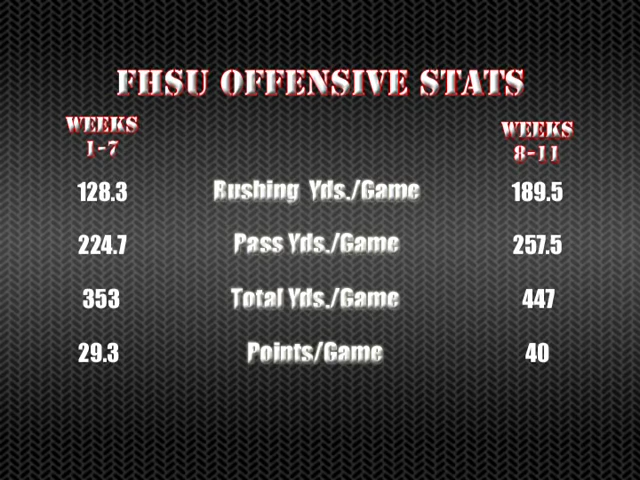 FHSU OFFENSIVE STATS
WEEKS 1-7
WEEKS 8-11
128.3 Rushing Yds./Game 189.5
224.7 Pass Yds./Game 257.5
353 Total Yds./Game 447
29.3 Points/Game 40